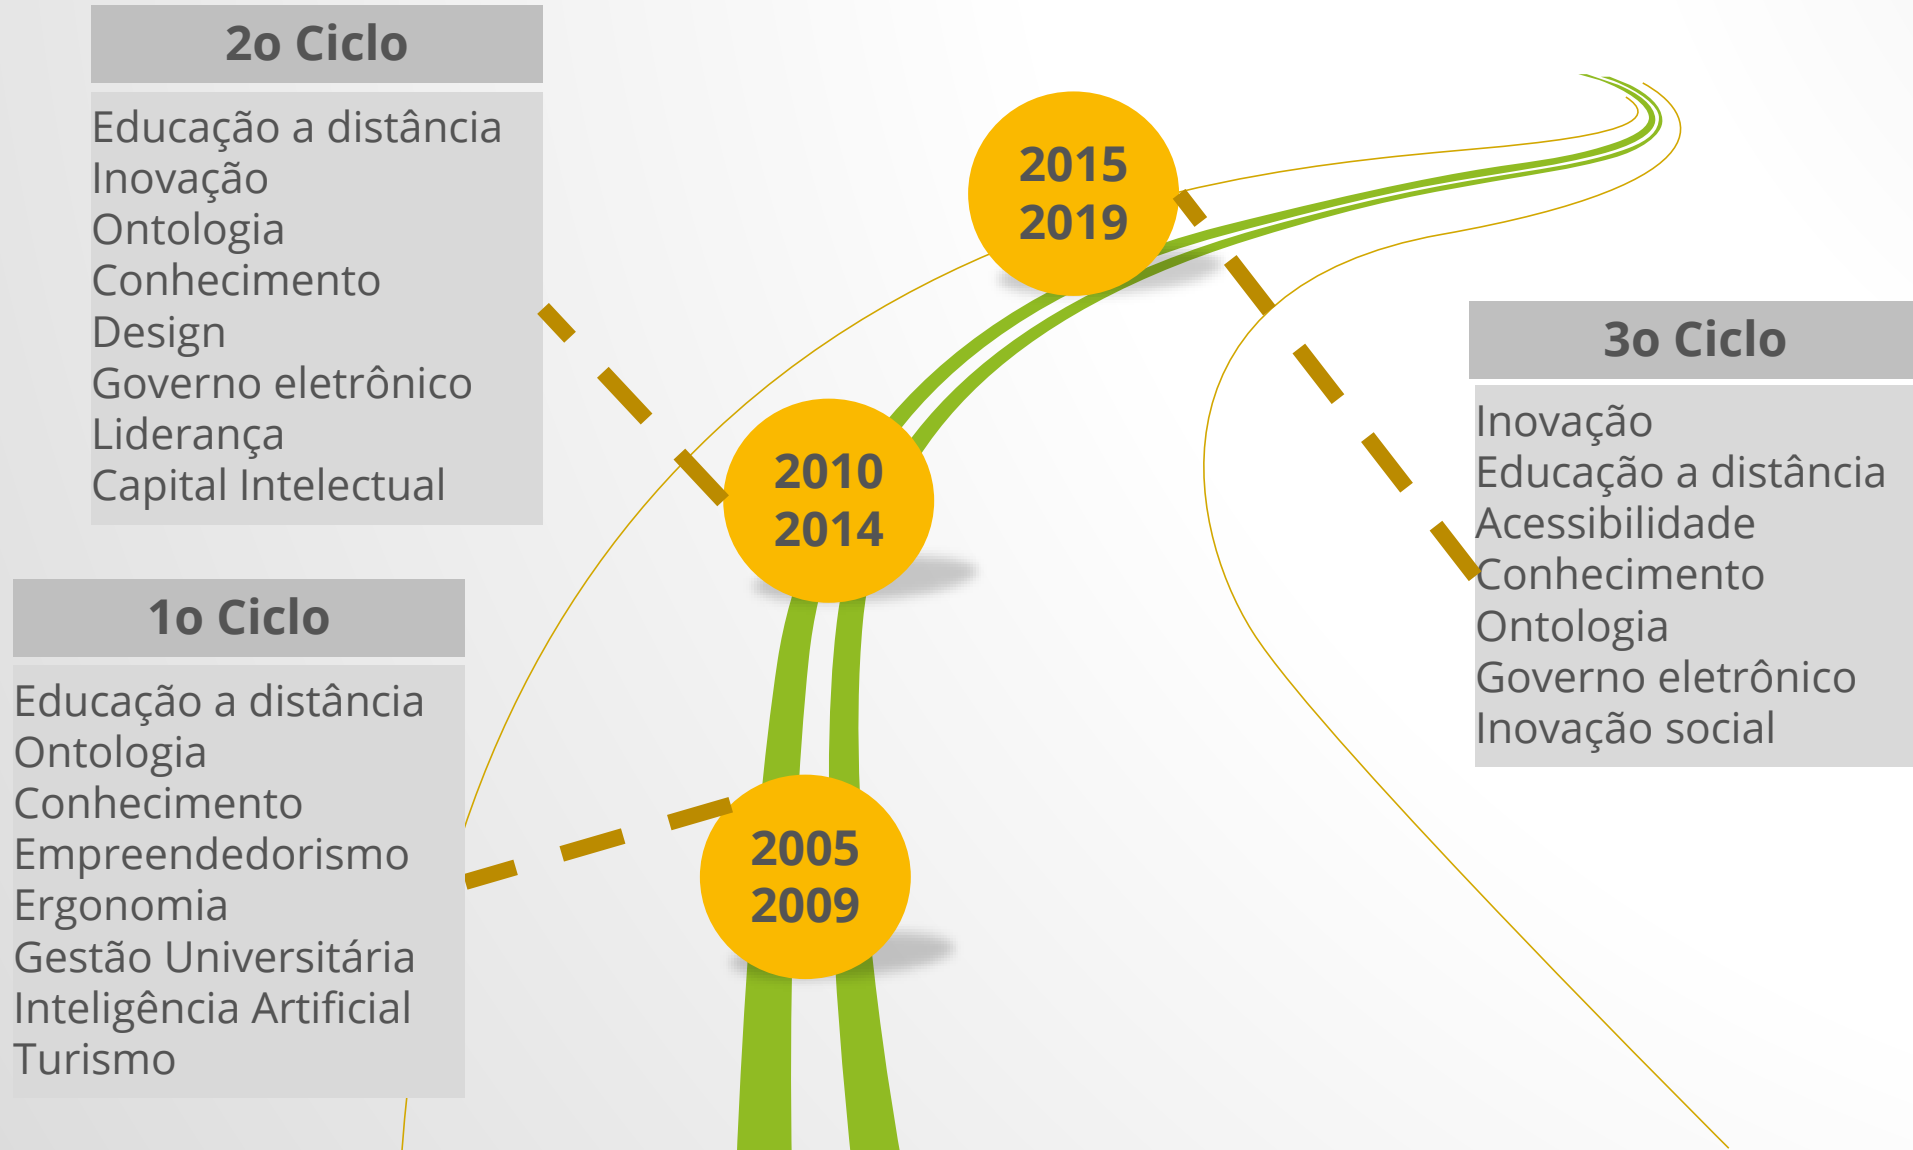 2o Ciclo
Educação a distância
Inovação
Ontologia
Conhecimento
Design
Governo eletrônico
Liderança
Capital Intelectual
2015
2019
3o Ciclo
Inovação
Educação a distância
Acessibilidade
Conhecimento
Ontologia
Governo eletrônico
Inovação social
2010
2014
1o Ciclo
Educação a distância
Ontologia
Conhecimento
Empreendedorismo
Ergonomia
Gestão Universitária
Inteligência Artificial
Turismo
2005
2009